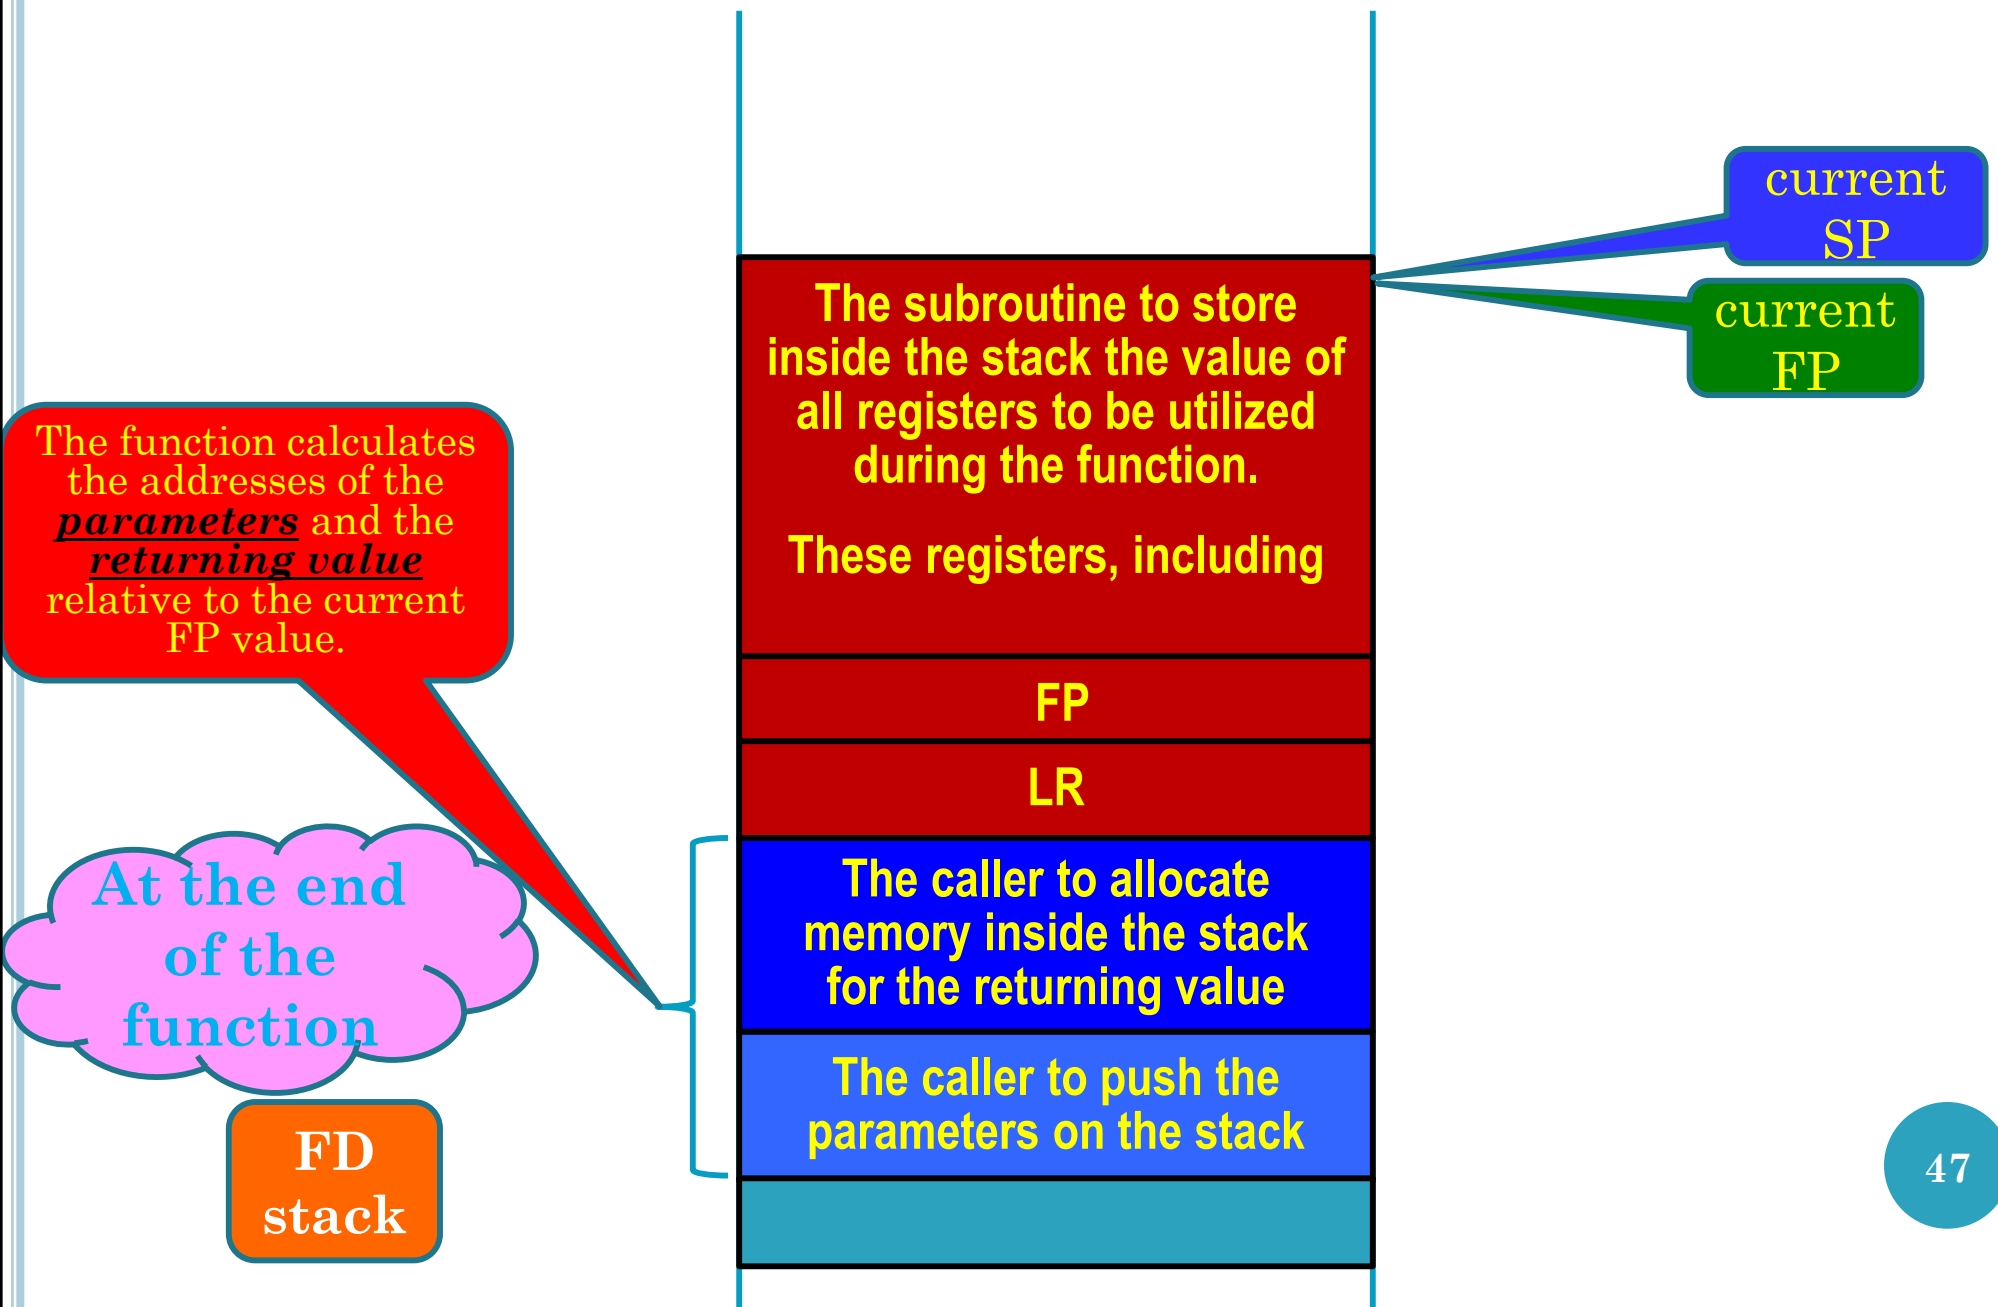 current
SP
current
FP
The subroutine to store
inside the stack the value of
all registers to be utilized
during the function.
These registers, including
FP
LR
The caller to allocate
memory inside the stack
for the returning value
The caller to push the
parameters on the stack
The function calculates
the addresses of the
parameters and the
returning value
relative to the current
FP value.
At the end
of the
function
FD
stack
47